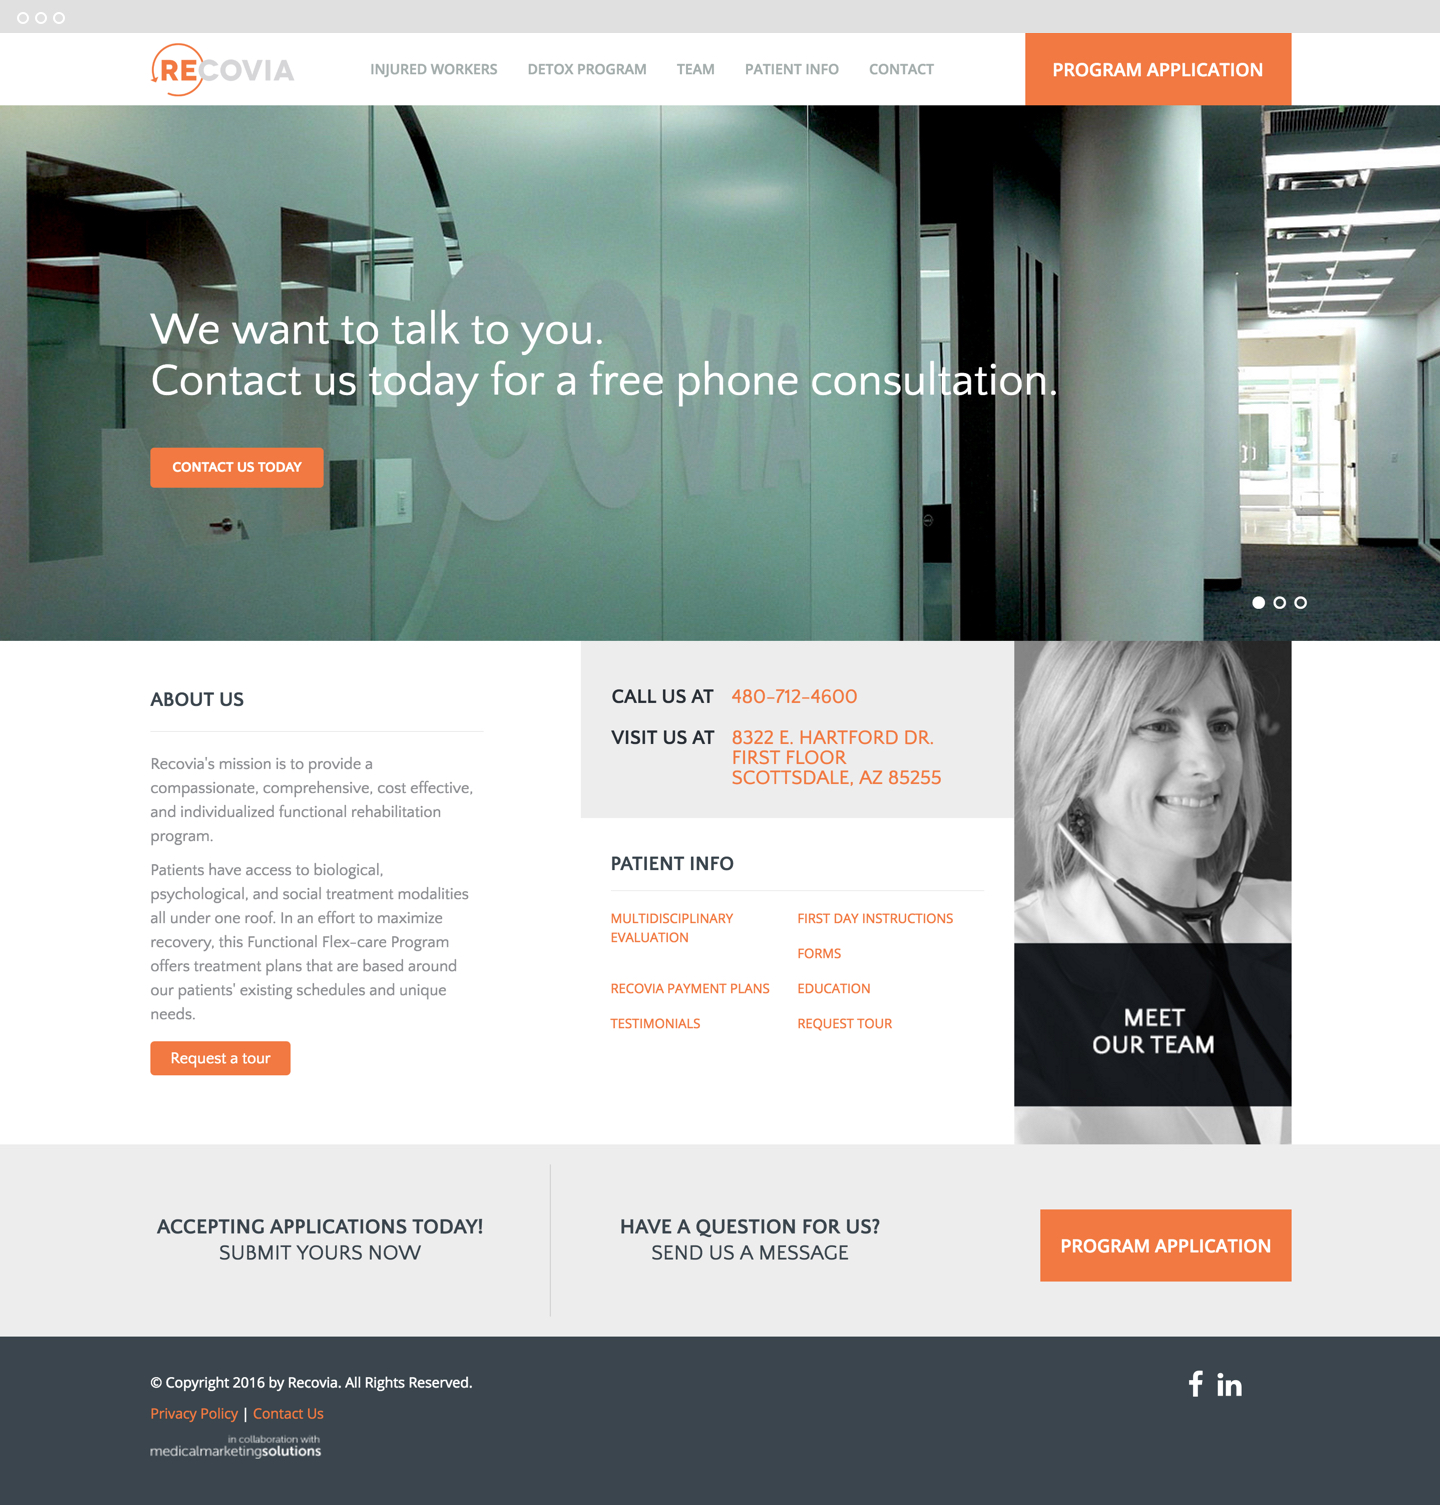 RECOVIA
INJURED WORKERS
DETOX PROGRAM
TEAM
PATIENT INFO
CONTACT
PROGRAM APPLICATION
RECOVIA
We want to talk to you.
Contact us today for a free phone consultation.
CONTACT US TODAY
ABOUT US
Recovia's mission is to provide a
compassionate, comprehensive, cost effective,
and individualized functional rehabilitation
program.
Patients have access to biological,
psychological, and social treatment modalities
all under one roof. In an effort to maximize
recovery, this Functional Flex-care Program
offers treatment plans that are based around
our patients' existing schedules and unique
needs.
Request a tour
CALL US AT 480-712-4600
VISIT US AT 8322 E. HARTFORD DR.
FIRST FLOOR
SCOTTSDALE, AZ 85255
PATIENT INFO
MULTIDISCIPLINARY
EVALUATION
RECOVIA PAYMENT PLANS
TESTIMONIALS
FIRST DAY INSTRUCTIONS
FORMS
EDUCATION
REQUEST TOUR
MEET
OUR TEAM
ACCEPTING APPLICATIONS TODAY!
SUBMIT YOURS NOW
HAVE A QUESTION FOR US?
SEND US A MESSAGE
PROGRAM APPLICATION
© Copyright 2016 by Recovia. All Rights Reserved.
Privacy Policy | Contact Us
in collaboration with
medicalmarketingsolutions